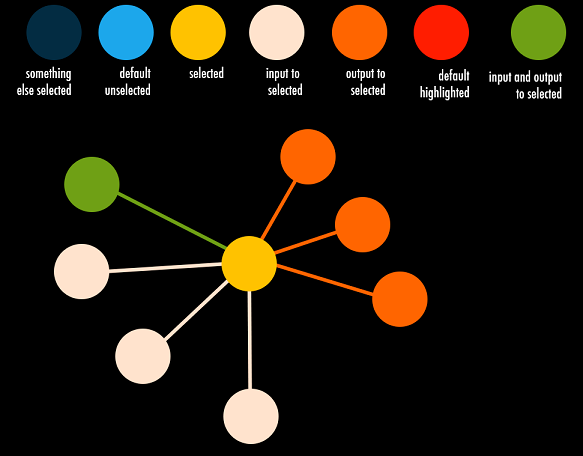 something
else selected
default
unselected
selected
input to
selected
output to
selected
default
highlighted
input and output
to selected